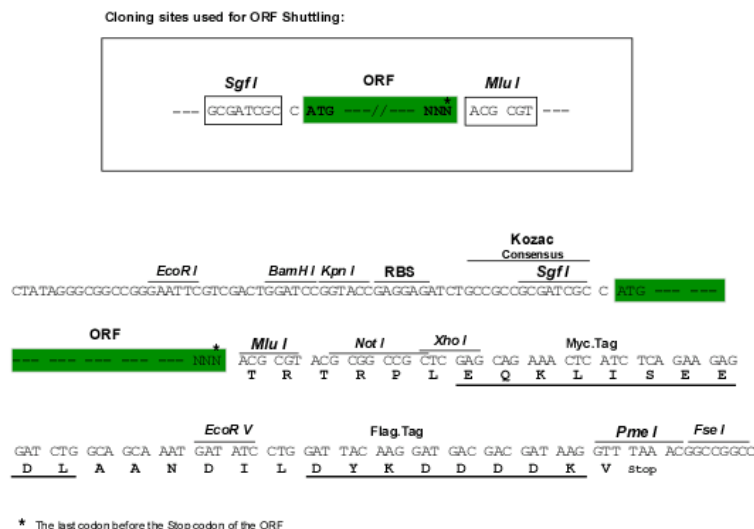 Cloning sites used for ORF Shuttling:
Sgf I ORF Mlu I
*
--- GCGATCGC C ATG ---//--- NNN ACG CGT ---
Kozac
Consensus
EcoR I BamH I Kpn I RBS Sgf I
CTATAGGGCGGCCGGGAATTCGTCGACTGGATCCGGTACCGAGGAGATCTGCCGCCGCGATCGC C ATG --- ---
ORF
* Mlu I Not I Xho I Myc.Tag
--- --- --- --- --- --- NNN ACG CGT ACG CGG CCG CTC GAG CAG AAA CTC ATC TCA GAA GAG
T R T R P L E Q K L I S E E
EcoR V Flag.Tag Pme I Fse I
GAT CTG GCA GCA AAT GAT ATC CTG GAT TAC AAG GAT GAC GAC GAT AAG GTT TAA ACGGCCGGCC
D L A A N D I L D Y K D D D D K V Stop
* The last codon before the Stop codon of the ORF